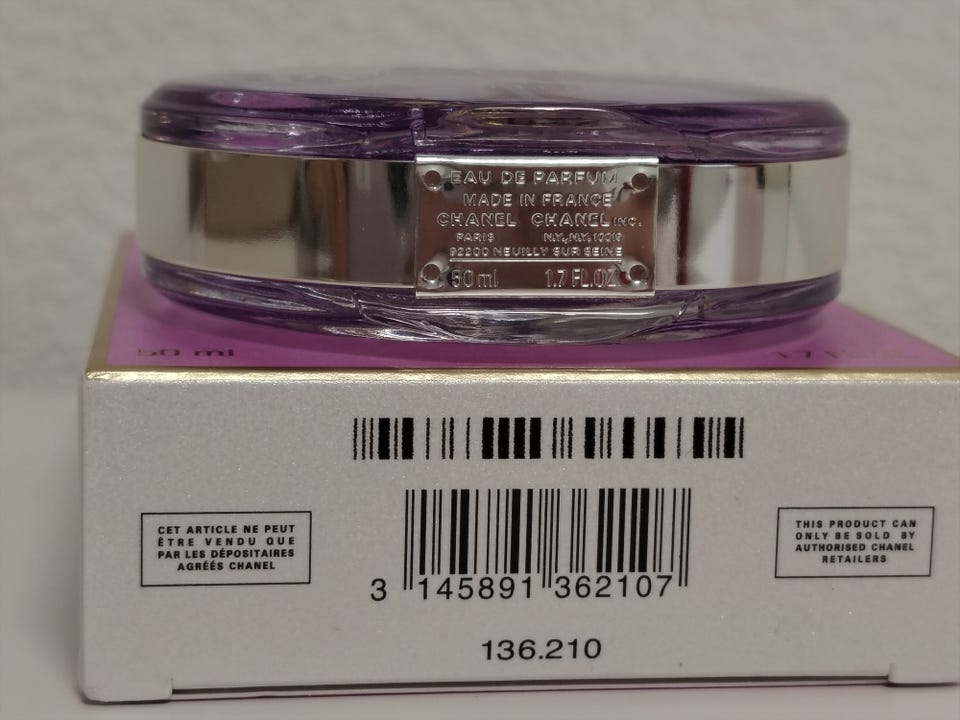 EAU DE PARFUM
MADE IN FRANCE
CHANEL CHANEL INC.
PARIS N.Y., N.Y. 10019
92200 NEUILLY SUR SEINE
50 ml 1.7 FL.OZ
50 ml
CET ARTICLE NE PEUT
ÊTRE VENDU QUE
PAR LES DÉPOSITAIRES
AGRÉÉS CHANEL
THIS PRODUCT CAN
ONLY BE SOLD BY
AUTHORISED CHANEL
RETAILERS
3 145891 362107
136.210